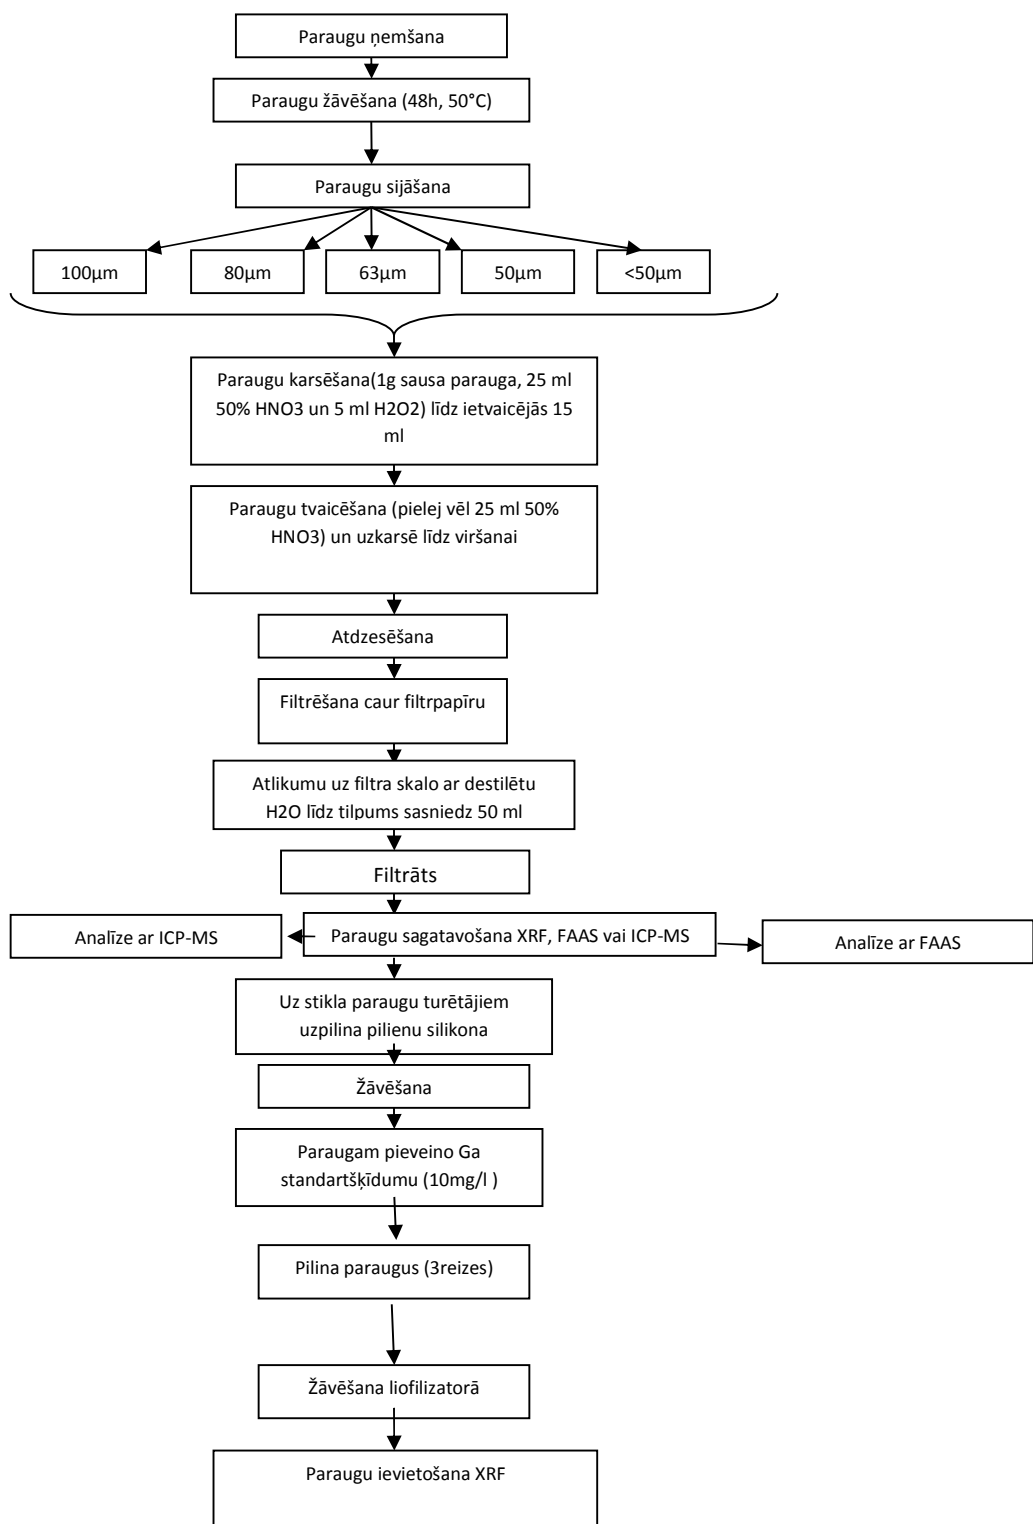 Paraugu ņemšana
Paraugu žāvēšana (48h, 50°C)
Paraugu sijāšana
100µm
80µm
63µm
50µm
<50µm
Paraugu karsēšana(1g sausa parauga, 25 ml
50% HNO3 un 5 ml H2O2) līdz ietvaicējās 15
ml
Paraugu tvaicēšana (pielej vēl 25 ml 50%
HNO3) un uzkarsē līdz viršanai
Atdzesēšana
Filtrēšana caur filtrpapīru
Atlikumu uz filtra skalo ar destilētu
H2O līdz tilpums sasniedz 50 ml
Filtrāts
Analīze ar ICP-MS
Paraugu sagatavošana XRF, FAAS vai ICP-MS
Analīze ar FAAS
Uz stikla paraugu turētājiem
uzpilina pilienu silikona
Žāvēšana
Paraugam pieveino Ga
standartšķīdumu (10mg/l )
Pilina paraugus (3reizes)
Žāvēšana liofilizatorā
Paraugu ievietošana XRF